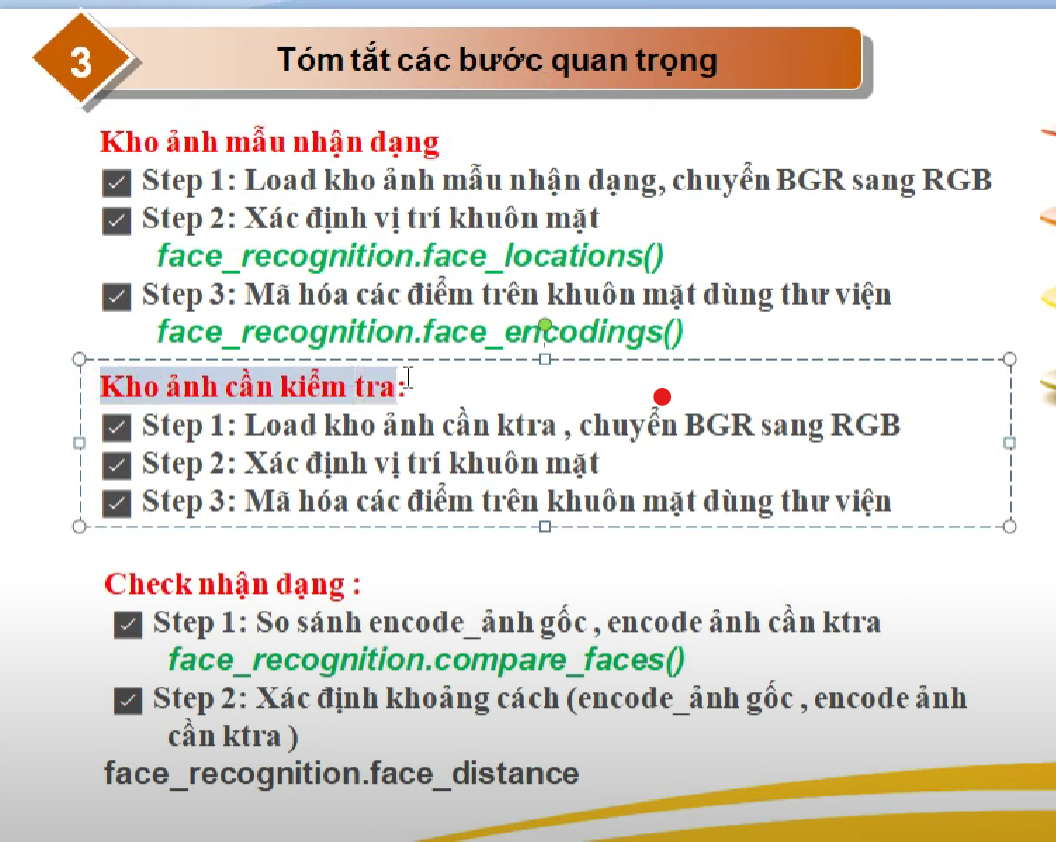 3
Tóm tắt các bước quan trọng
Kho ảnh mẫu nhận dạng
Step 1: Load kho ảnh mẫu nhận dạng, chuyển BGR sang RGB
Step 2: Xác định vị trí khuôn mặt
face_recognition.face_locations()
Step 3: Mã hóa các điểm trên khuôn mặt dùng thư viện
face_recognition.face_encodings()
Kho ảnh cần kiểm tra:
Step 1: Load kho ảnh cần ktra , chuyển BGR sang RGB
Step 2: Xác định vị trí khuôn mặt
Step 3: Mã hóa các điểm trên khuôn mặt dùng thư viện
Check nhận dạng :
Step 1: So sánh encode_ảnh gốc , encode ảnh cần ktra
face_recognition.compare_faces()
Step 2: Xác định khoảng cách (encode_ảnh gốc , encode ảnh
cần ktra )
face_recognition.face_distance